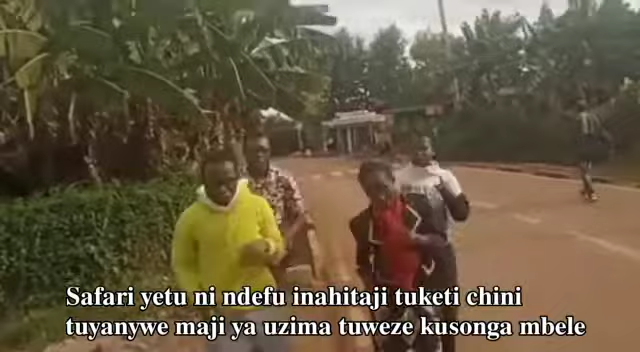 Safari yetu ni ndefu inahitaji tuketi chini
tuyanywe maji ya uzima tuweze kusonga mbele